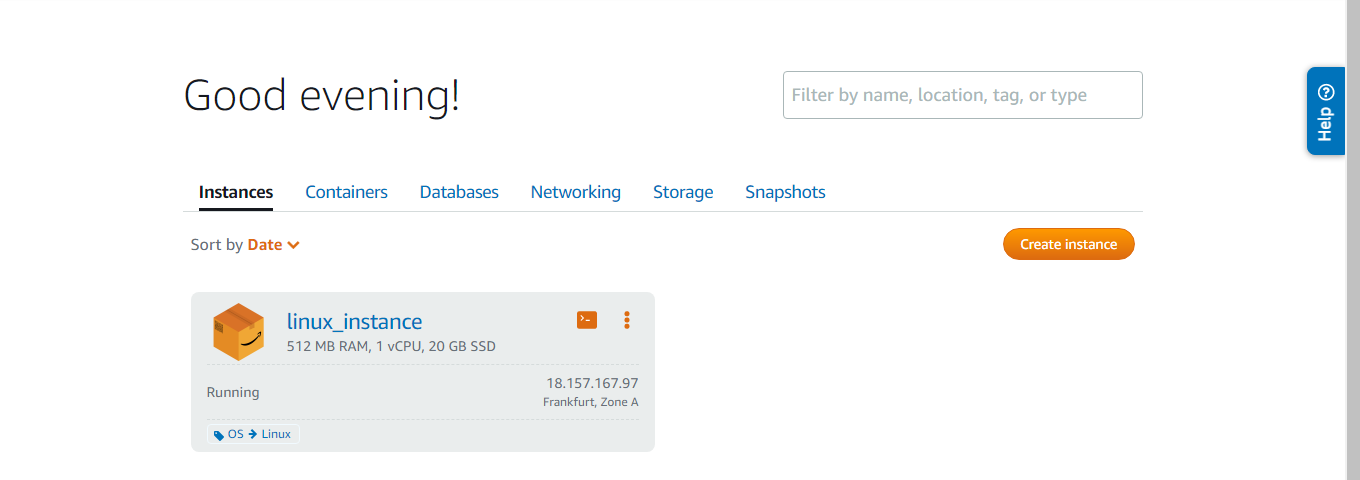 Good evening!
Filter by name, location, tag, or type
Help
Instances Containers Databases Networking Storage Snapshots
Sort by Date
Create instance
linux_instance
512 MB RAM, 1 vCPU, 20 GB SSD
Running
18.157.167.97
Frankfurt, Zone A
OS → Linux